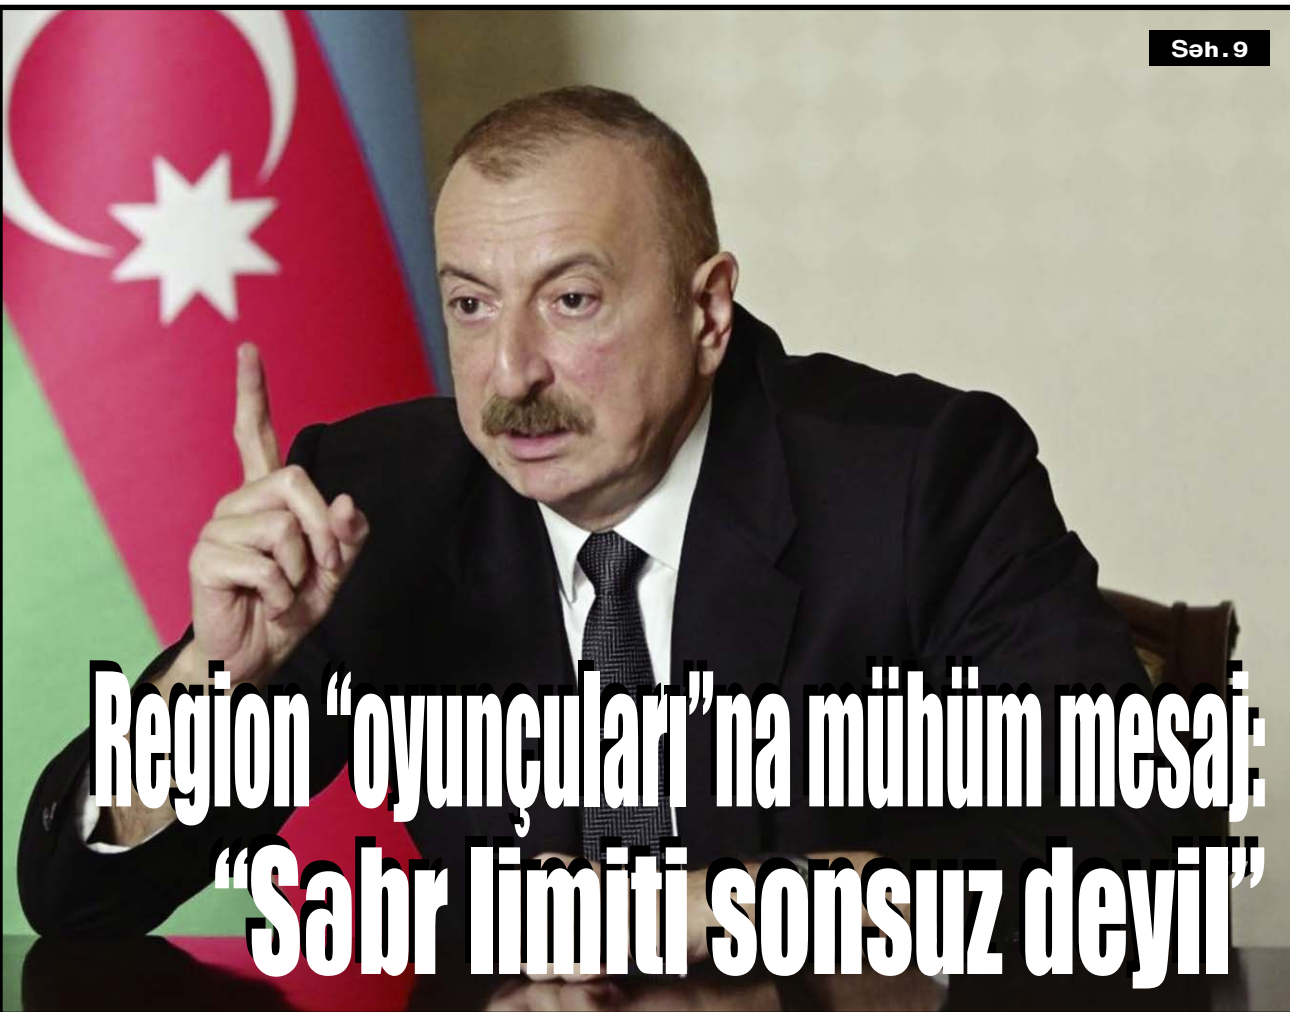 Səh.9
Region “oyunçuları”na mühüm mesaj:
“Səbr limiti sonsuz deyil”